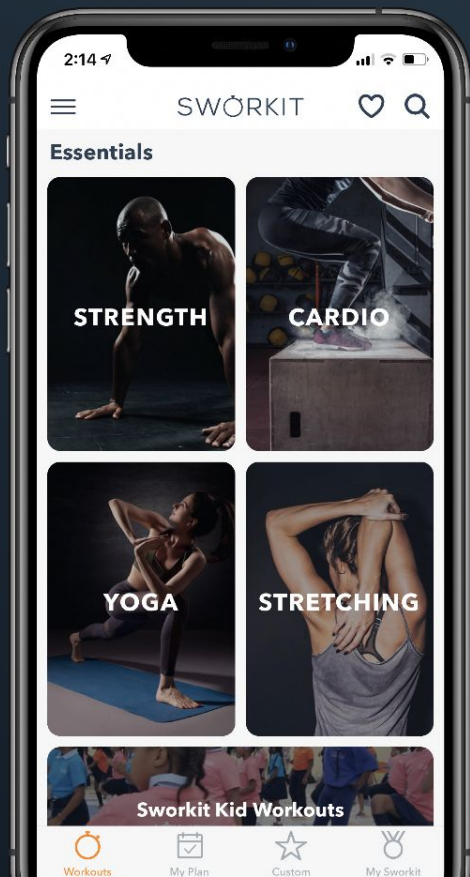 2:14
SWORKIT
Essentials
STRENGTH
CARDIO
YOGA
STRETCHING
Sworkit Kid Workouts
Workouts
My Plan
Custom
My Sworkit